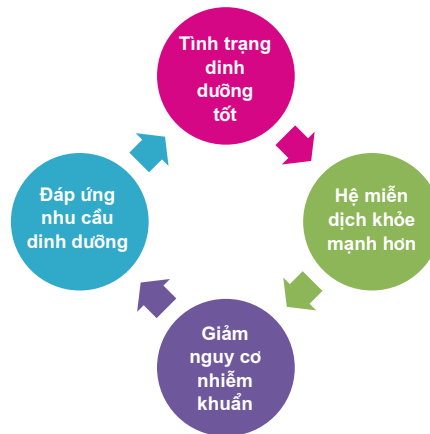 Tình trạng
dinh
dưỡng
tốt
Hệ miễn
dịch khỏe
mạnh hơn
Giảm
nguy cơ
nhiễm
khuẩn
Đáp ứng
nhu cầu
dinh dưỡng